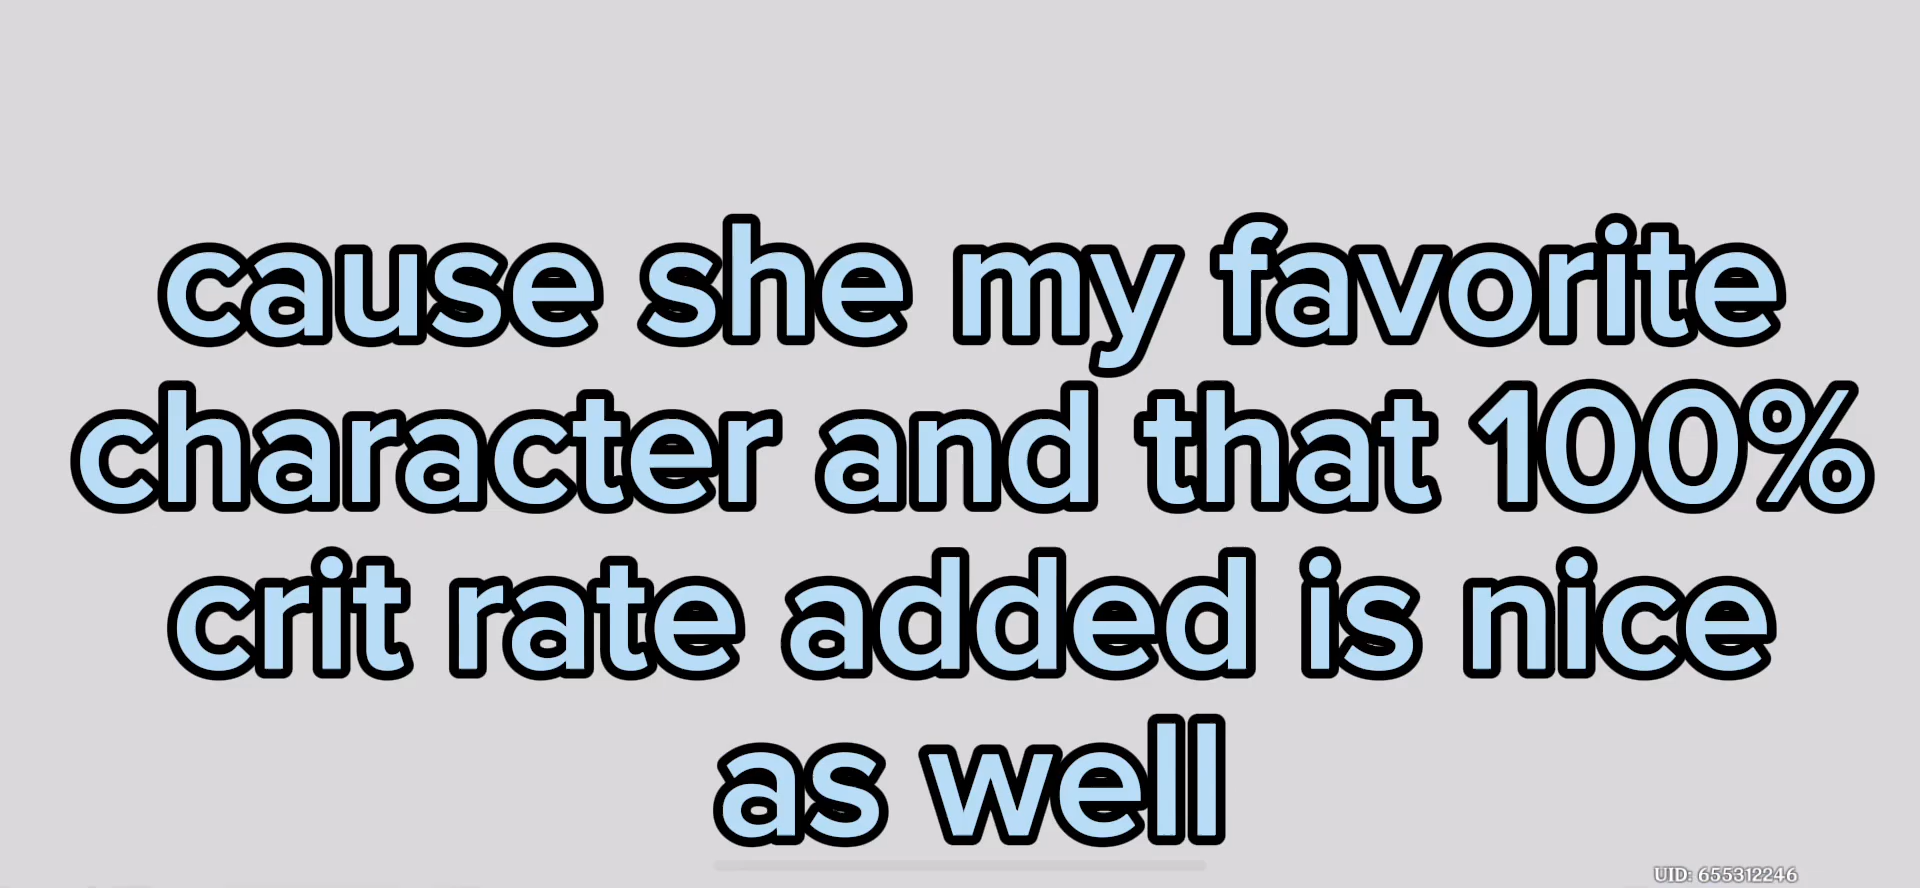 cause she my favorite
character and that 100%
crit rate added is nice
as well
UID: 655312246